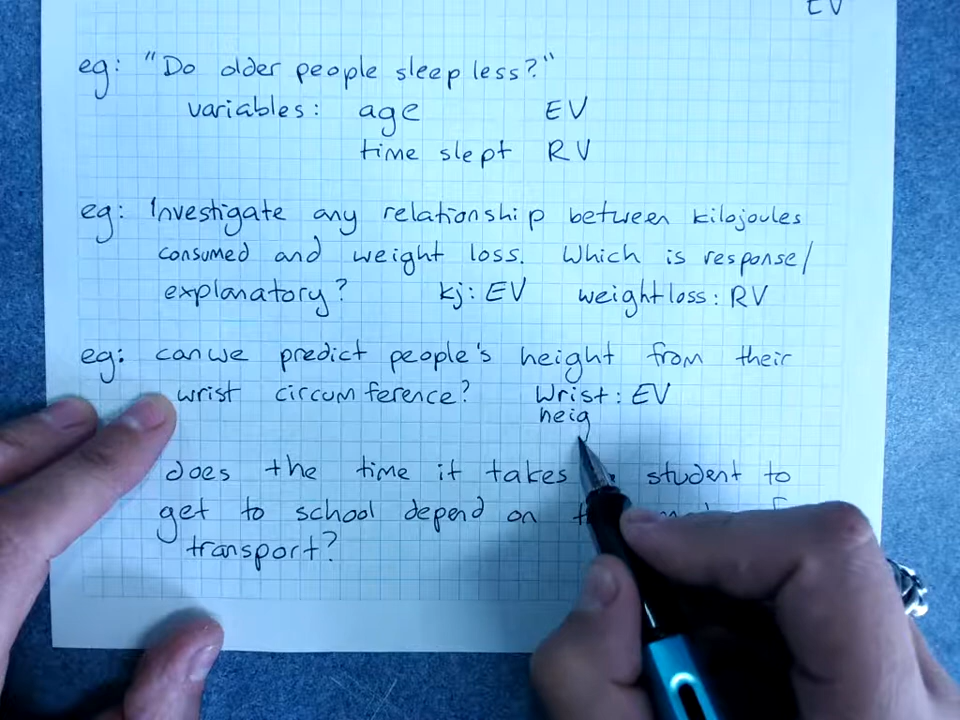 EV
eg: "Do older people sleep less?"
variables: age EV
time slept RV
eg: Investigate any relationship between kilojoules
consumed and weight loss. Which is response/
explanatory? kj: EV weightloss: RV
eg: can we predict people's height from their
wrist circumference? Wrist: EV
heig
does the time it takes student to
get to school depend on
transport?